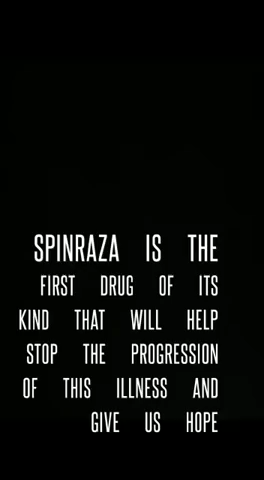 SPINRAZA IS THE
FIRST DRUG OF ITS
KIND THAT WILL HELP
STOP THE PROGRESSION
OF THIS ILLNESS AND
GIVE US HOPE